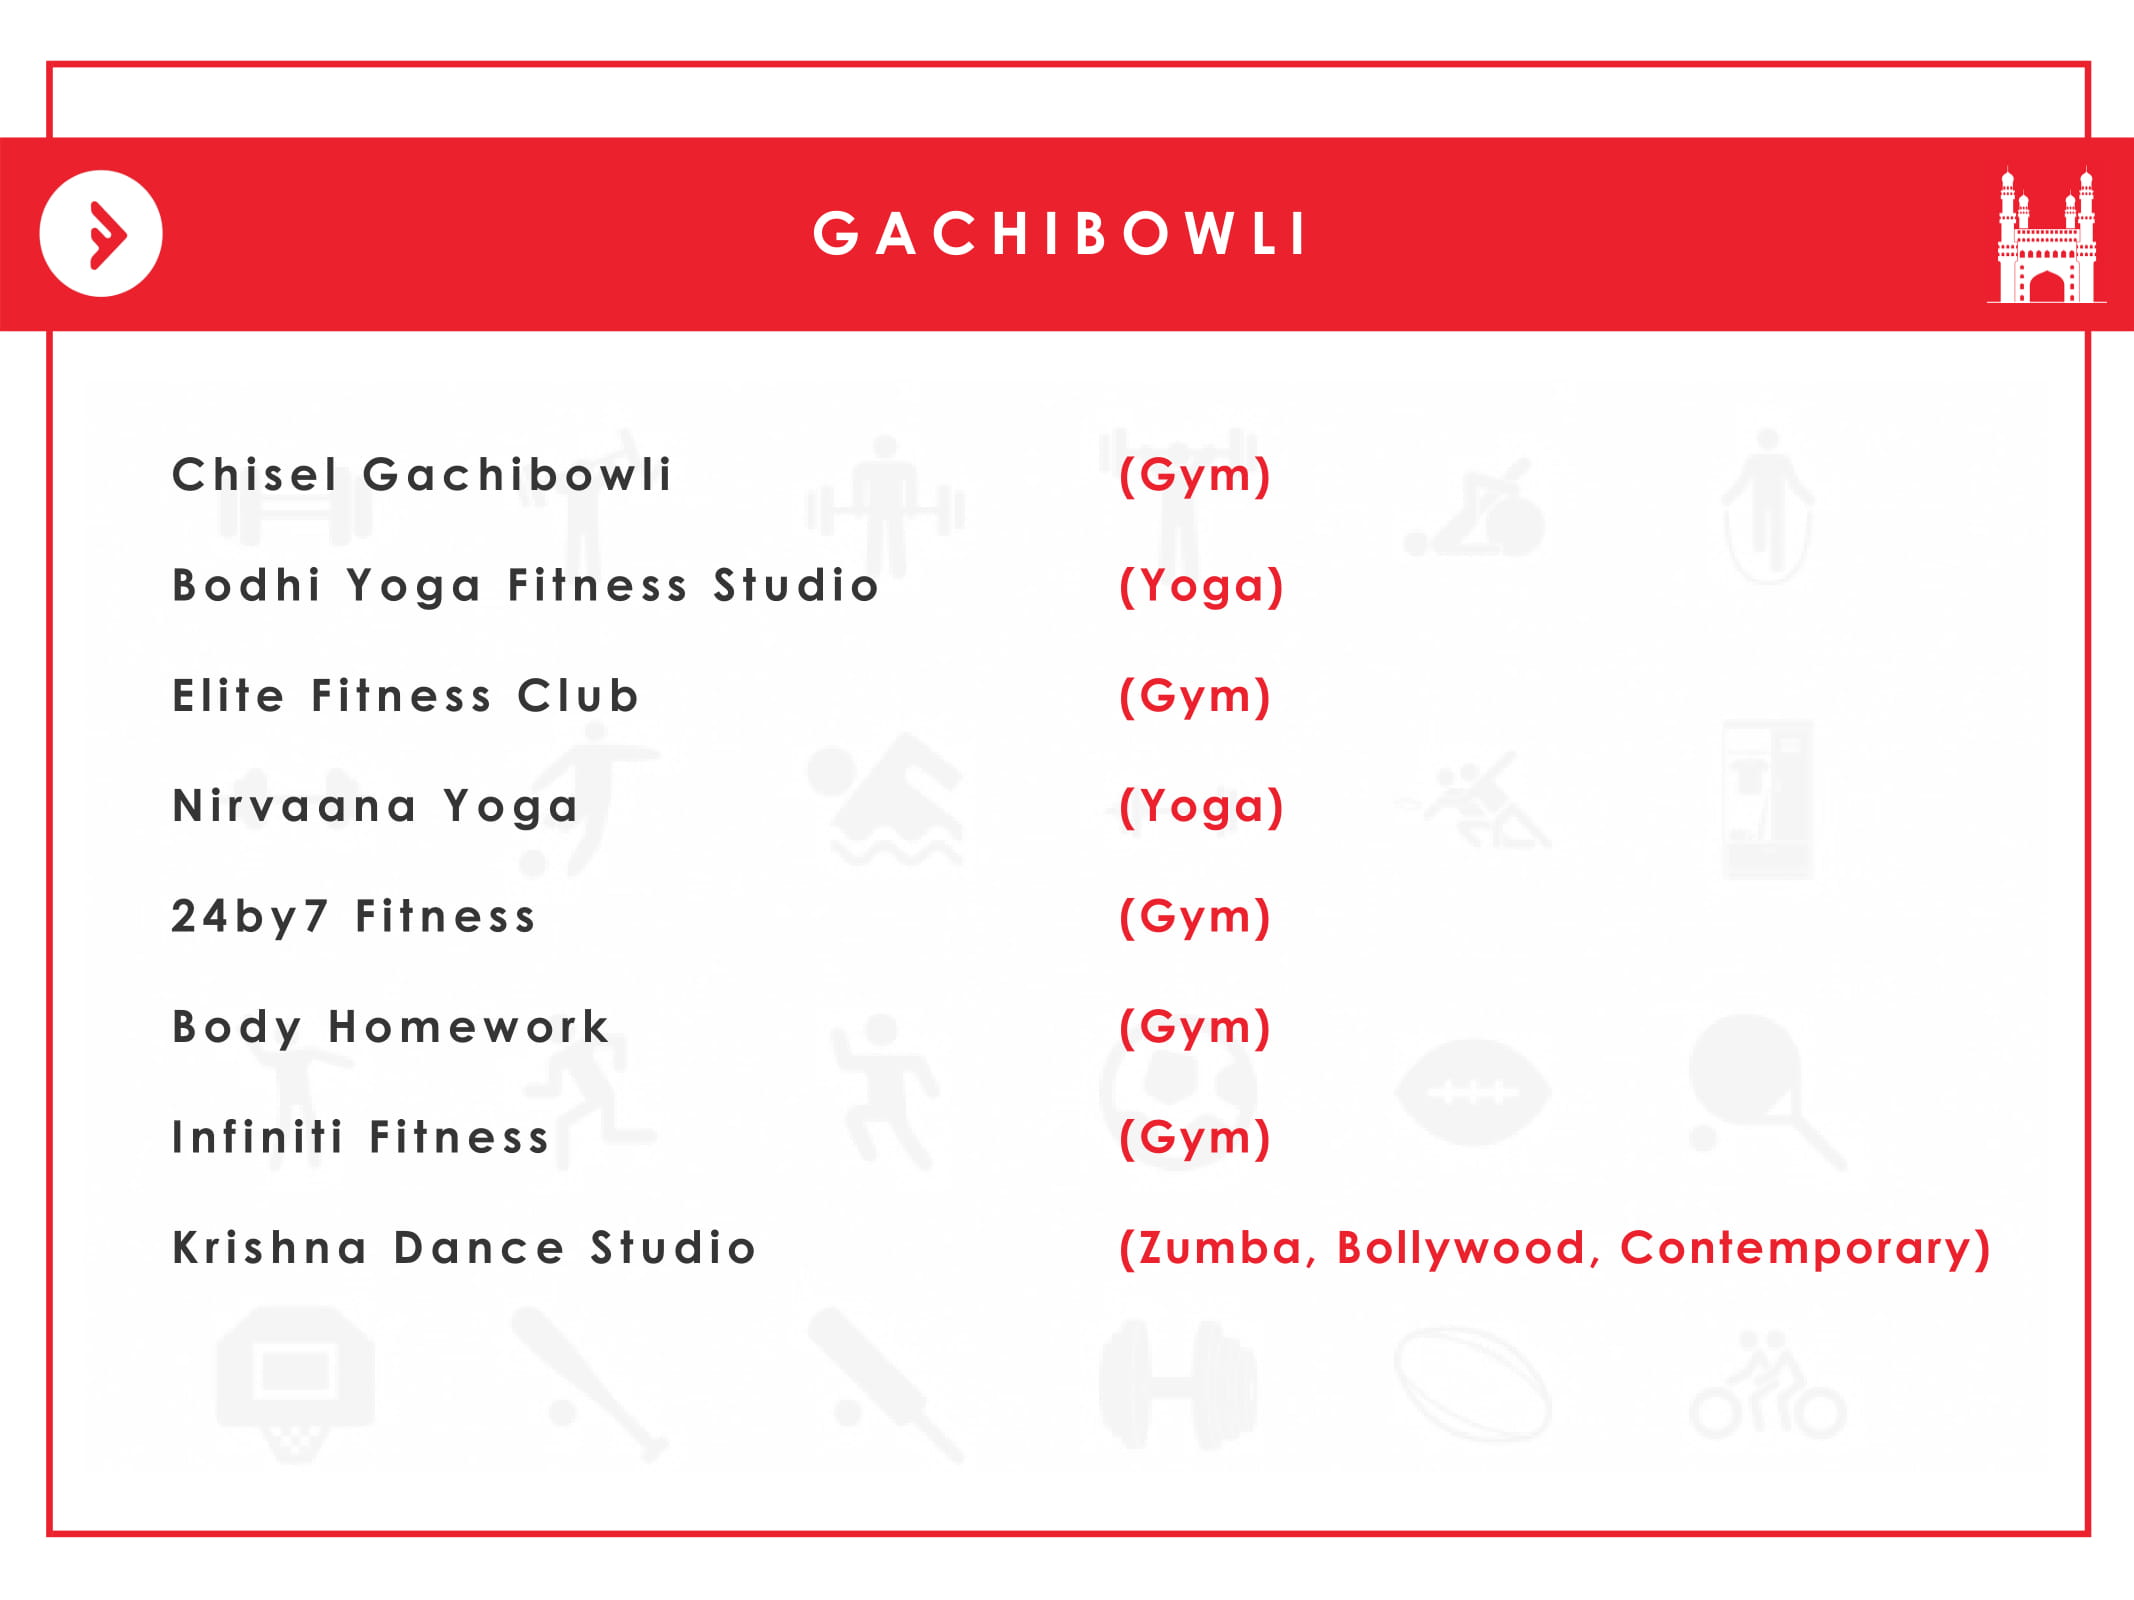 GACHIBOWLI
Chisel Gachibowli (Gym)
Bodhi Yoga Fitness Studio (Yoga)
Elite Fitness Club (Gym)
Nirvaana Yoga (Yoga)
24by7 Fitness (Gym)
Body Homework (Gym)
Infiniti Fitness (Gym)
Krishna Dance Studio (Zumba, Bollywood, Contemporary)